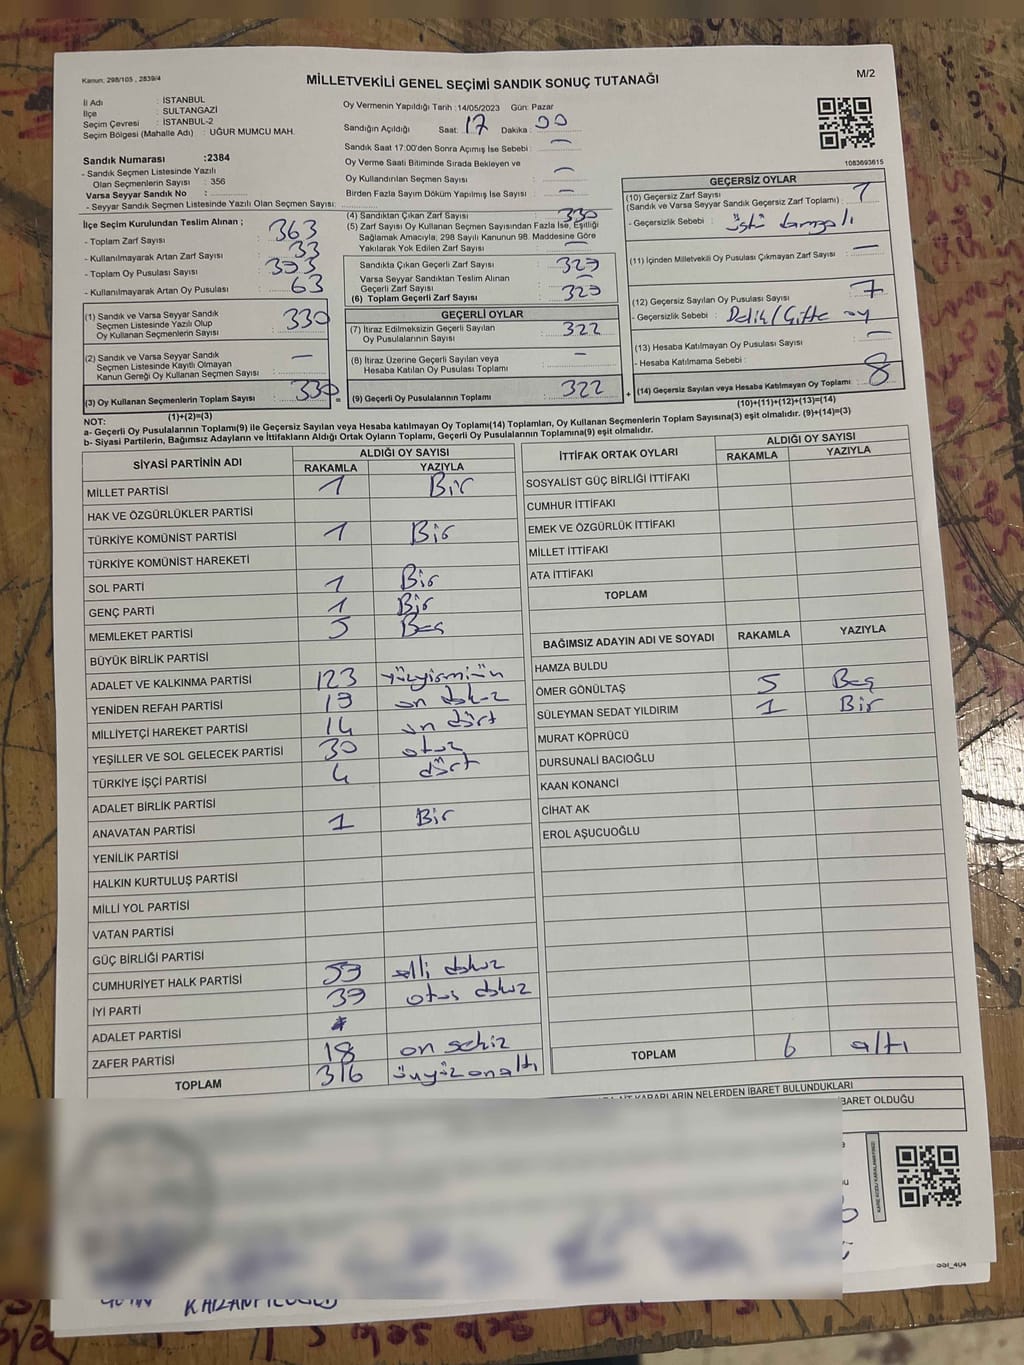 Kanun. 298/105 , 2839/4
MİLLETVEKİLİ GENEL SEÇİMİ SANDIK SONUÇ TUTANAĞI
M/2
İl Adı : İSTANBUL
İlçe : SULTANGAZİ
Seçim Çevresi : İSTANBUL-2
Seçim Bölgesi (Mahalle Adı) : UĞUR MUMCU MAH.
Oy Vermenin Yapıldığı Tarih :14/05/2023 Gün: Pazar
Sandığın Açıldığı Saat: 17 Dakika : 00
Sandık Saat 17:00'den Sonra Açımış İse Sebebi : —
Oy Verme Saati Bitiminde Sırada Bekleyen ve
Oy Kullandırılan Seçmen Sayısı : —
Birden Fazla Sayım Döküm Yapılmış İse Sayısı : —
1083693615
Sandık Numarası :2384
- Sandık Seçmen Listesinde Yazılı
Olan Seçmenlerin Sayısı : 356
Varsa Seyyar Sandık No :
- Seyyar Sandık Seçmen Listesinde Yazılı Olan Seçmen Sayısı:
İlçe Seçim Kurulundan Teslim Alınan ;
- Toplam Zarf Sayısı : 363
- Kullanılmayarak Artan Zarf Sayısı : 33
- Toplam Oy Pusulası Sayısı : 393
- Kullanılmayarak Artan Oy Pusulası : 63
(1) Sandık ve Varsa Seyyar Sandık
Seçmen Listesinde Yazılı Olup
Oy Kullanan Seçmenlerin Sayısı : 330
(2) Sandık ve Varsa Seyyar Sandık
Seçmen Listesinde Kayıtlı Olmayan
Kanun Gereği Oy Kullanan Seçmen Sayısı : —
(3) Oy Kullanan Seçmenlerin Toplam Sayısı : 330
(1)+(2)=(3)
(4) Sandıktan Çıkan Zarf Sayısı : 330
(5) Zarf Sayısı Oy Kullanan Seçmen Sayısından Fazla İse, Eşitliği
Sağlamak Amacıyla, 298 Sayılı Kanunun 98. Maddesine Göre
Yakılarak Yok Edilen Zarf Sayısı : —
Sandıkta Çıkan Geçerli Zarf Sayısı : 329
Varsa Seyyar Sandıktan Teslim Alınan
Geçerli Zarf Sayısı : —
(6) Toplam Geçerli Zarf Sayısı : 329
GEÇERLİ OYLAR
(7) İtiraz Edilmeksizin Geçerli Sayılan
Oy Pusulalarının Sayısı : 322
(8) İtiraz Üzerine Geçerli Sayılan veya
Hesaba Katılan Oy Pusulası Toplamı : —
= (9) Geçerli Oy Pusulalarının Toplamı : 322
GEÇERSİZ OYLAR
(10) Geçersiz Zarf Sayısı
(Sandık ve Varsa Seyyar Sandık Geçersiz Zarf Toplamı) : 1
- Geçersizlik Sebebi : üstü damgalı
(11) İçinden Milletvekili Oy Pusulası Çıkmayan Zarf Sayısı : —
(12) Geçersiz Sayılan Oy Pusulası Sayısı : 7
- Geçersizlik Sebebi : Delik/Çifte oy
(13) Hesaba Katılmayan Oy Pusulası Sayısı : —
- Hesaba Katılmama Sebebi :
+ (14) Geçersiz Sayılan veya Hesaba Katılmayan Oy Toplamı : 8
(10)+(11)+(12)+(13)=(14)
NOT:
a- Geçerli Oy Pusulalarının Toplamı(9) ile Geçersiz Sayılan veya Hesaba katılmayan Oy Toplamı(14) Toplamları, Oy Kullanan Seçmenlerin Toplam Sayısına(3) eşit olmalıdır. (9)+(14)=(3)
b- Siyasi Partilerin, Bağımsız Adayların ve İttifakların Aldığı Ortak Oyların Toplamı, Geçerli Oy Pusulalarının Toplamına(9) eşit olmalıdır.
SİYASİ PARTİNİN ADI ALDIĞI OY SAYISI
RAKAMLA YAZIYLA
MİLLET PARTİSİ 1 Bir
HAK VE ÖZGÜRLÜKLER PARTİSİ
TÜRKİYE KOMÜNİST PARTİSİ 1 Bir
TÜRKİYE KOMÜNİST HAREKETİ
SOL PARTİ 1 Bir
GENÇ PARTİ 1 Bir
MEMLEKET PARTİSİ 5 Beş
BÜYÜK BİRLİK PARTİSİ
ADALET VE KALKINMA PARTİSİ 123 yüzyirmiüç
YENİDEN REFAH PARTİSİ 19 on dokuz
MİLLİYETÇİ HAREKET PARTİSİ 14 on dört
YEŞİLLER VE SOL GELECEK PARTİSİ 30 otuz
TÜRKİYE İŞÇİ PARTİSİ 4 dört
ADALET BİRLİK PARTİSİ
ANAVATAN PARTİSİ 1 Bir
YENİLİK PARTİSİ
HALKIN KURTULUŞ PARTİSİ
MİLLİ YOL PARTİSİ
VATAN PARTİSİ
GÜÇ BİRLİĞİ PARTİSİ
CUMHURİYET HALK PARTİSİ 59 elli dokuz
İYİ PARTİ 39 otuz dokuz
ADALET PARTİSİ
ZAFER PARTİSİ 18 on sekiz
TOPLAM 316 üçyüzonaltı
İTTİFAK ORTAK OYLARI ALDIĞI OY SAYISI
RAKAMLA YAZIYLA
SOSYALİST GÜÇ BİRLİĞİ İTTİFAKI
CUMHUR İTTİFAKI
EMEK VE ÖZGÜRLÜK İTTİFAKI
MİLLET İTTİFAKI
ATA İTTİFAKI
TOPLAM
BAĞIMSIZ ADAYIN ADI VE SOYADI RAKAMLA YAZIYLA
HAMZA BULDU
ÖMER GÖNÜLTAŞ 5 Beş
SÜLEYMAN SEDAT YILDIRIM 1 Bir
MURAT KÖPRÜCÜ
DURSUNALİ BACIOĞLU
KAAN KONANCİ
CİHAT AK
EROL AŞUCUOĞLU
TOPLAM 6 altı
KARARLARIN NELERDEN İBARET BULUNDUKLARI
BARET OLDUĞU